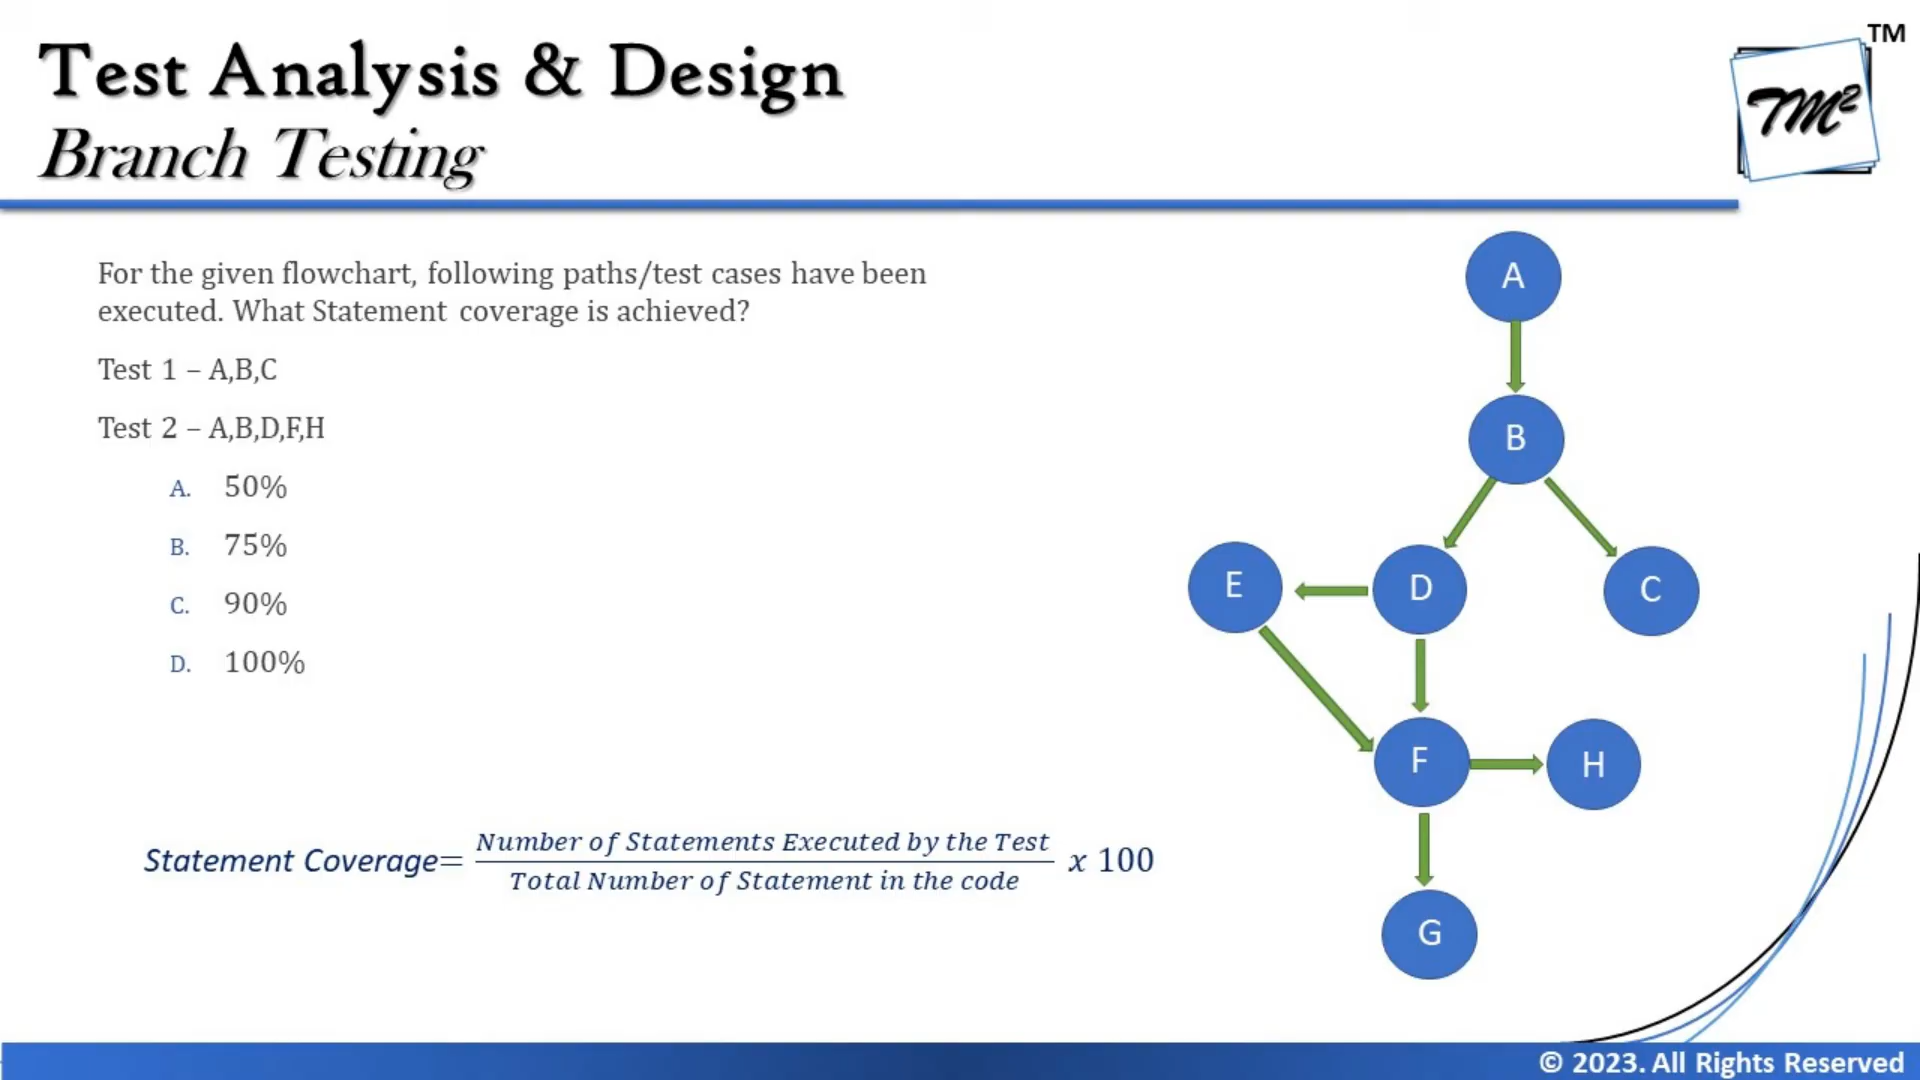 Test Analysis & Design
Branch Testing
TM
TM²
For the given flowchart, following paths/test cases have been
executed. What Statement coverage is achieved?
Test 1 – A,B,C
Test 2 – A,B,D,F,H
A. 50%
B. 75%
C. 90%
D. 100%
A
B
E
D
C
F
H
G
Statement Coverage= Number of Statements Executed by the Test
Total Number of Statement in the code
x 100
© 2023. All Rights Reserved